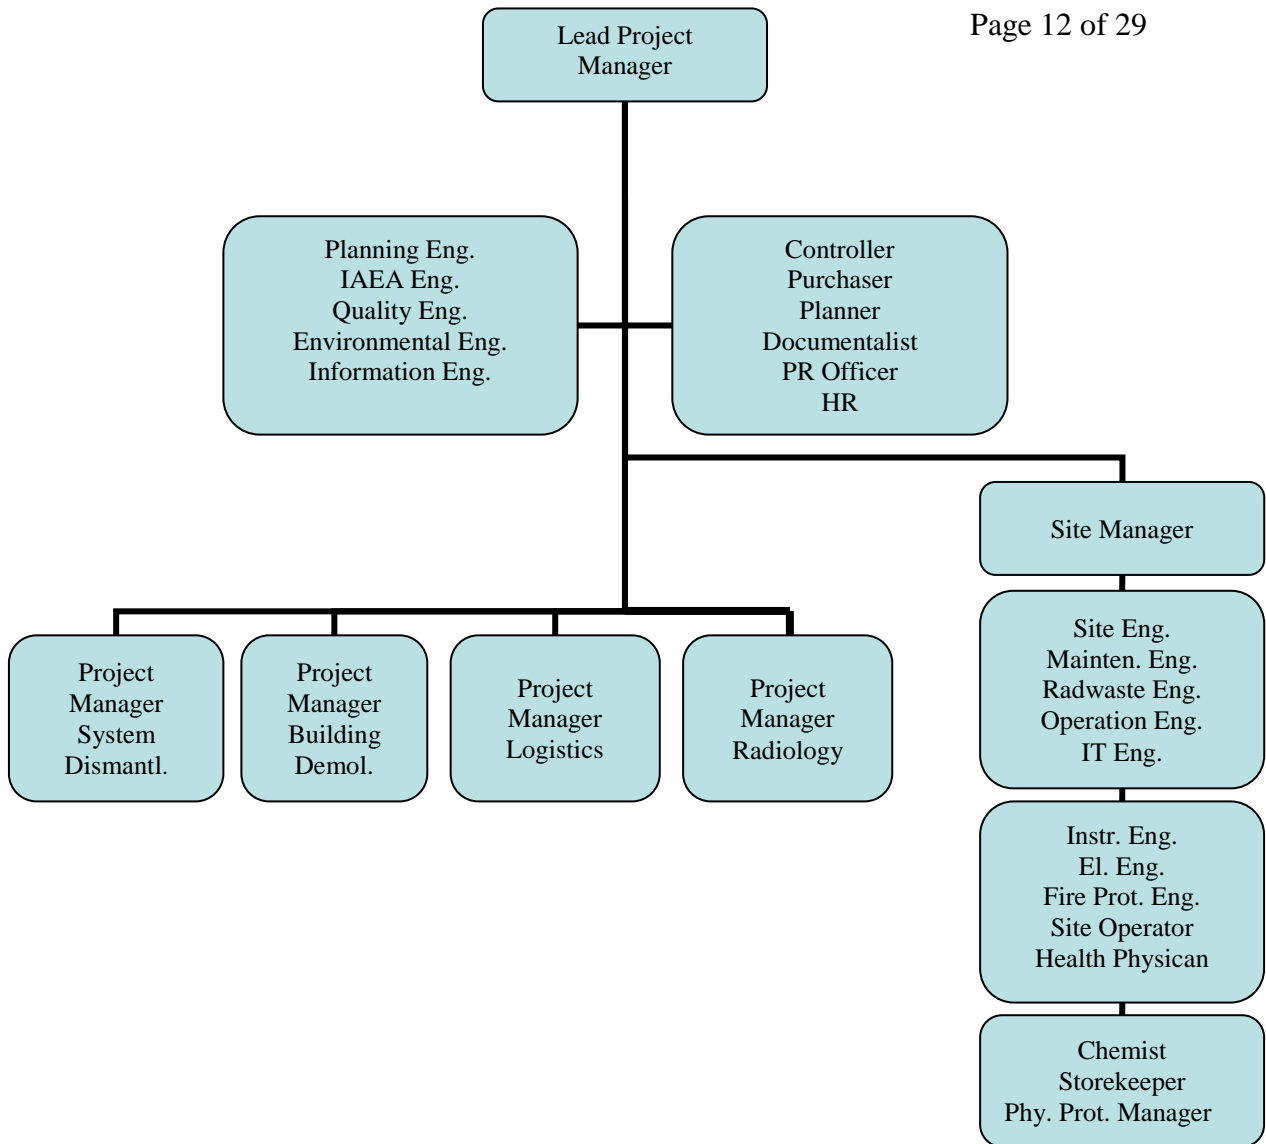 Page 12 of 29
Lead Project
Manager
Planning Eng.
IAEA Eng.
Quality Eng.
Environmental Eng.
Information Eng.
Controller
Purchaser
Planner
Documentalist
PR Officer
HR
Site Manager
Project
Manager
System
Dismantl.
Project
Manager
Building
Demol.
Project
Manager
Logistics
Project
Manager
Radiology
Site Eng.
Mainten. Eng.
Radwaste Eng.
Operation Eng.
IT Eng.
Instr. Eng.
El. Eng.
Fire Prot. Eng.
Site Operator
Health Physican
Chemist
Storekeeper
Phy. Prot. Manager